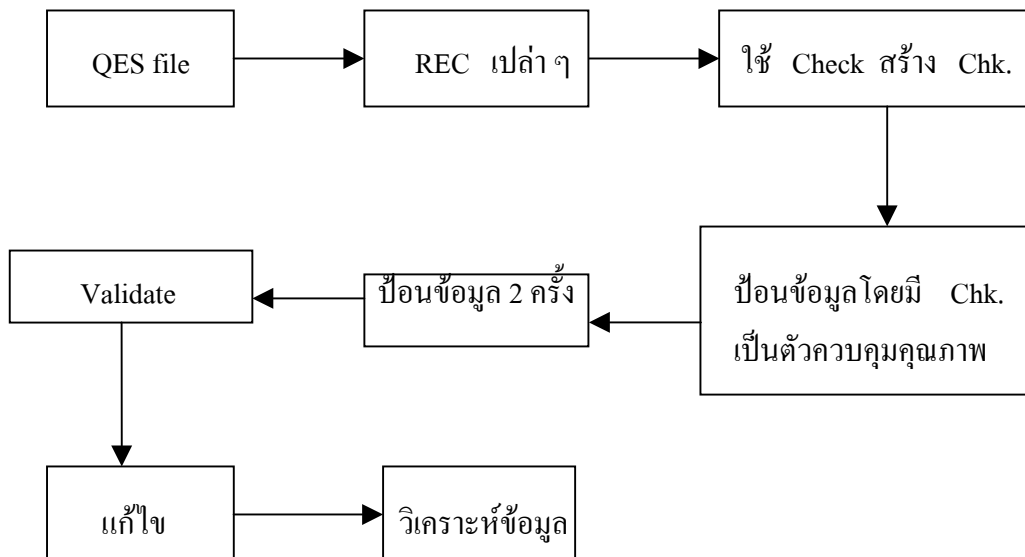 QES file
REC เปล่า ๆ
ใช้ Check สร้าง Chk.
ป้อนข้อมูลโดยมี Chk.
เป็นตัวควบคุมคุณภาพ
ป้อนข้อมูล 2 ครั้ง
Validate
แก้ไข
วิเคราะห์ข้อมูล